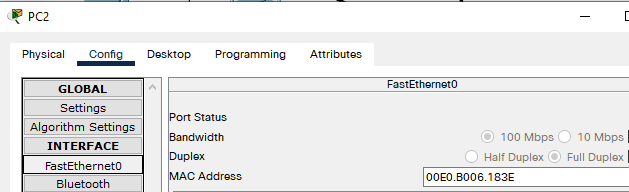 PC2
Physical Config Desktop Programming Attributes
GLOBAL
Settings
Algorithm Settings
INTERFACE
FastEthernet0
Bluetooth
FastEthernet0
Port Status
Bandwidth 100 Mbps 10 Mbps
Duplex Half Duplex Full Duplex
MAC Address 00E0.B006.183E